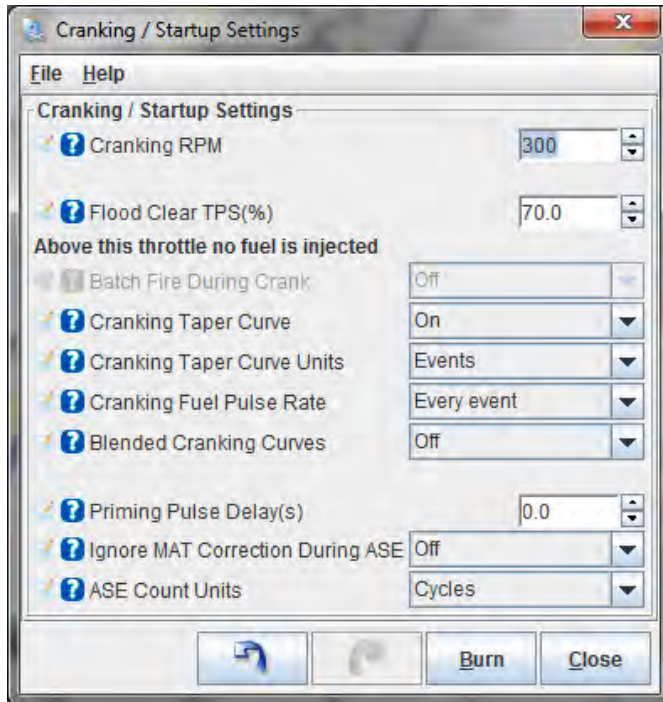 Cranking / Startup Settings
File Help
Cranking / Startup Settings
Cranking RPM 300
Flood Clear TPS(%) 70.0
Above this throttle no fuel is injected
Batch Fire During Crank Off
Cranking Taper Curve On
Cranking Taper Curve Units Events
Cranking Fuel Pulse Rate Every event
Blended Cranking Curves Off
Priming Pulse Delay(s) 0.0
Ignore MAT Correction During ASE Off
ASE Count Units Cycles
Burn Close